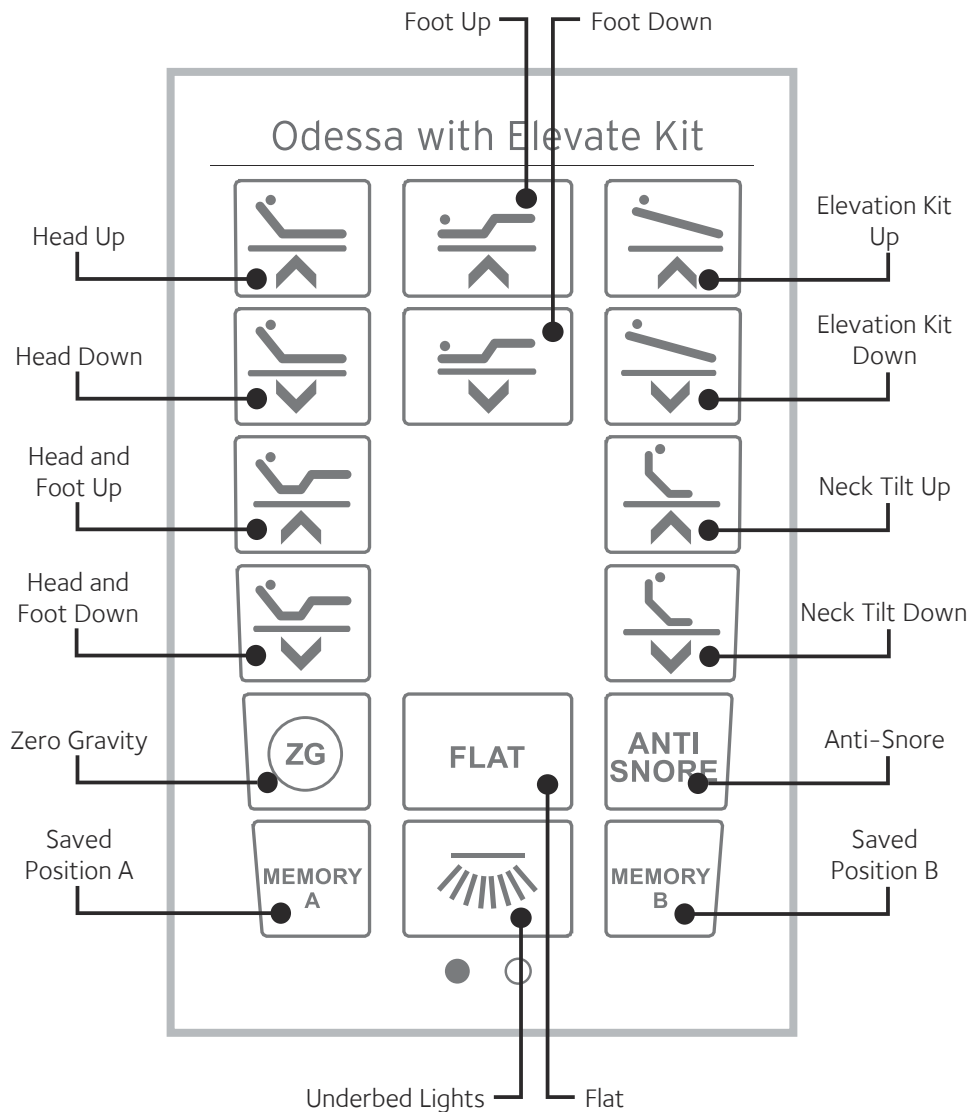 Foot Up
Foot Down
Odessa with Elevate Kit
Head Up
Elevation Kit
Up
Head Down
Elevation Kit
Down
Head and
Foot Up
Neck Tilt Up
Head and
Foot Down
Neck Tilt Down
Zero Gravity
ZG
FLAT
ANTI
SNORE
Anti-Snore
Saved
Position A
MEMORY
A
MEMORY
B
Saved
Position B
Underbed Lights
Flat